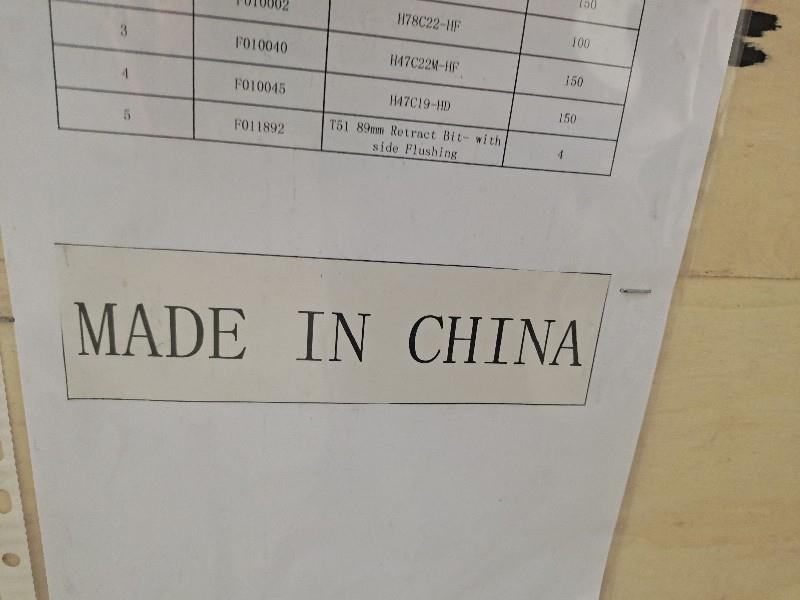 150
F010002 H78C22-HF 100
3 F010040 H47C22M-HF 150
4 F010045 H47C19-HD 150
5 F011892 T51 89mm Retract Bit- with 4
side Flushing
MADE IN CHINA